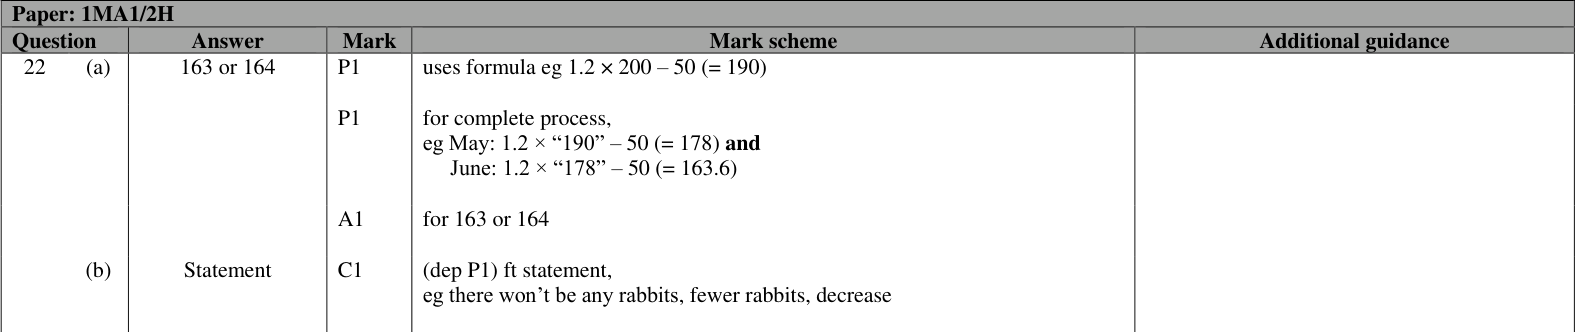 Paper: 1MA1/2H
Question Answer Mark Mark scheme Additional guidance
22 (a) 163 or 164 P1 uses formula eg 1.2 × 200 – 50 (= 190)
P1 for complete process,
eg May: 1.2 × “190” – 50 (= 178) and
June: 1.2 × “178” – 50 (= 163.6)
A1 for 163 or 164
(b) Statement C1 (dep P1) ft statement,
eg there won’t be any rabbits, fewer rabbits, decrease